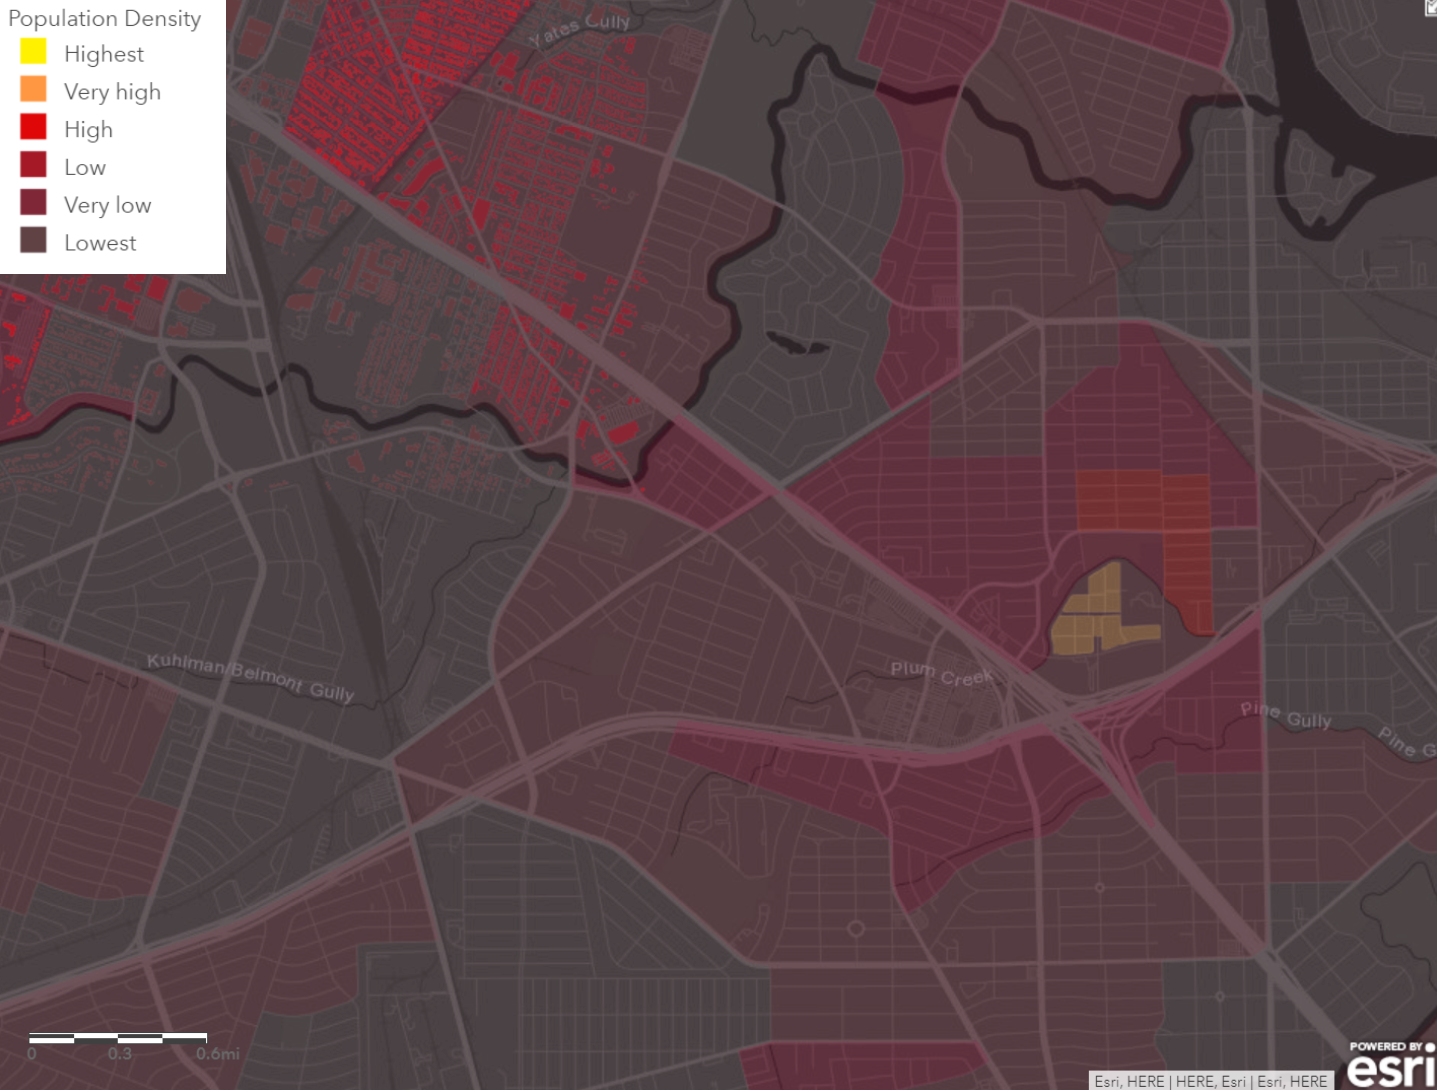 Population Density
Highest
Very high
High
Low
Very low
Lowest
Yates Gully
Kuhlman/Belmont Gully
Plum Creek
Pine Gully
Pine G
0 0.3 0.6mi
POWERED BY
esri
Esri, HERE | HERE, Esri | Esri, HERE